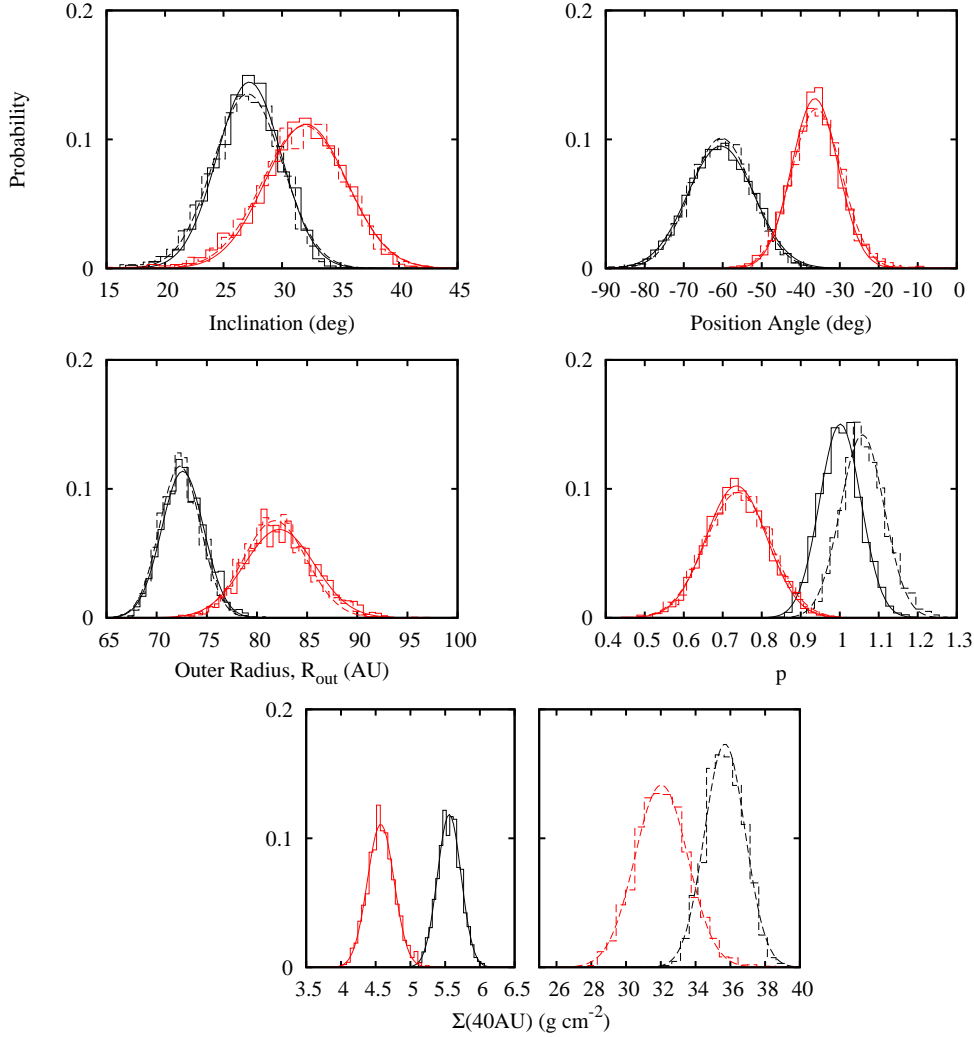 0.2
0.1
0
Probability
15 20 25 30 35 40 45
Inclination (deg)
0.2
0.1
0
-90 -80 -70 -60 -50 -40 -30 -20 -10 0
Position Angle (deg)
0.2
0.1
0
65 70 75 80 85 90 95 100
Outer Radius, R_out (AU)
0.2
0.1
0
0.4 0.5 0.6 0.7 0.8 0.9 1 1.1 1.2 1.3
p
0.2
0.1
0
3.5 4 4.5 5 5.5 6 6.5
26 28 30 32 34 36 38 40
Σ(40AU) (g cm⁻²)